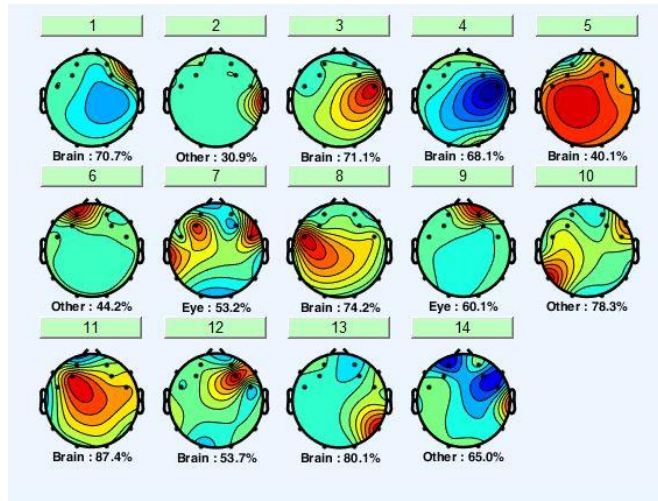 1 2 3 4 5
Brain : 70.7% Other : 30.9% Brain : 71.1% Brain : 68.1% Brain : 40.1%
6 7 8 9 10
Other : 44.2% Eye : 53.2% Brain : 74.2% Eye : 60.1% Other : 78.3%
11 12 13 14
Brain : 87.4% Brain : 53.7% Brain : 80.1% Other : 65.0%